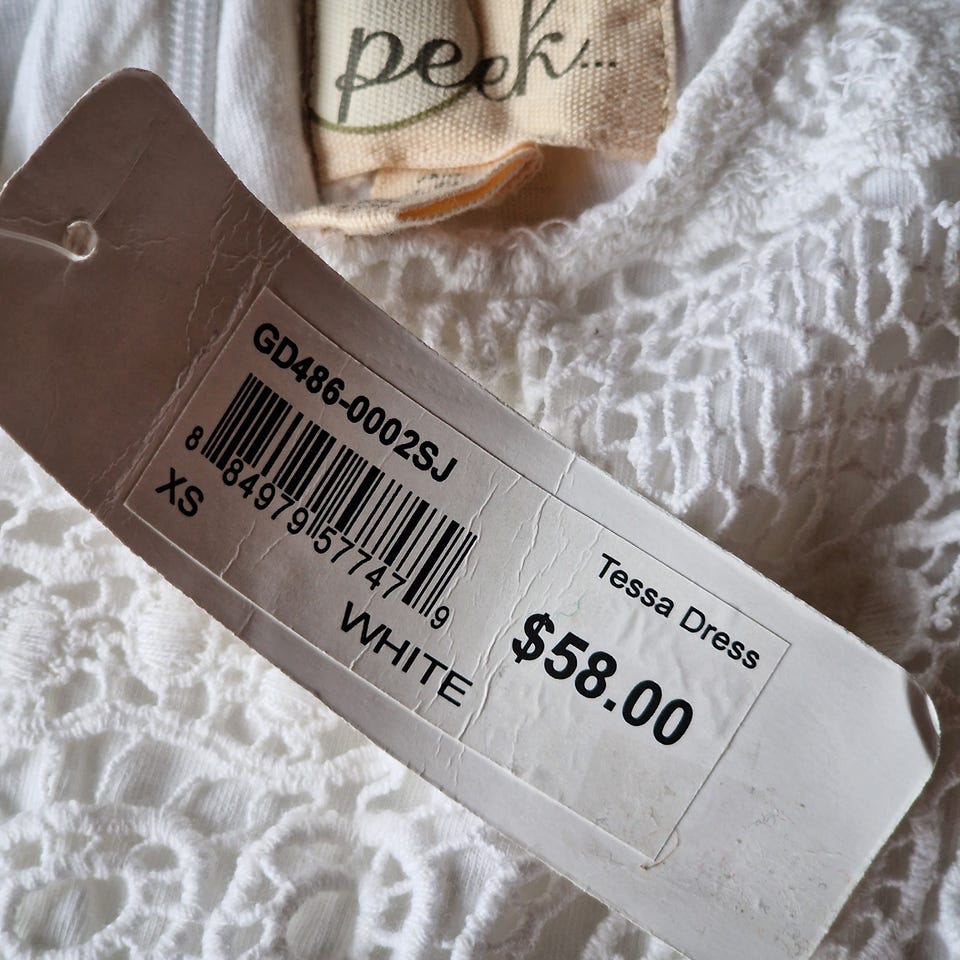 peek...
GD486-0002SJ
8 84979 57747 9
XS
WHITE
Tessa Dress
$58.00